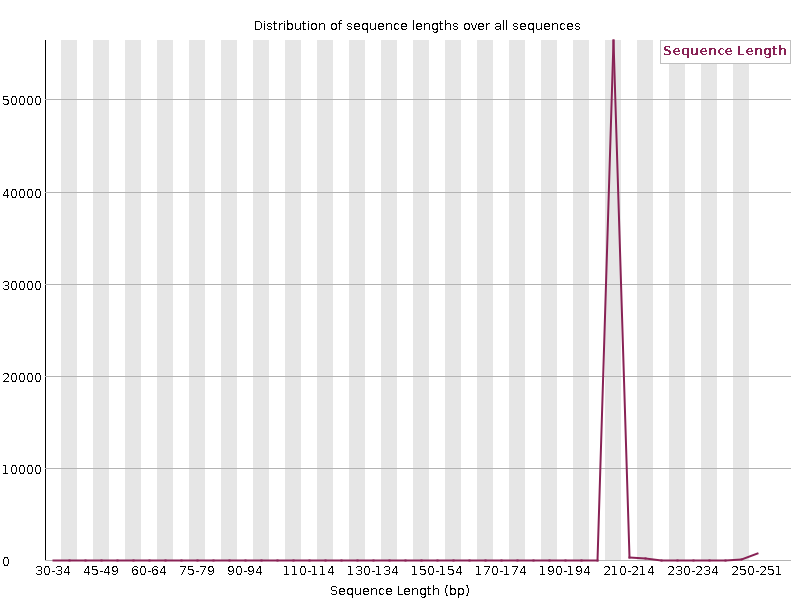 Distribution of sequence lengths over all sequences
Sequence Length
50000
40000
30000
20000
10000
0
30-34 45-49 60-64 75-79 90-94 110-114 130-134 150-154 170-174 190-194 210-214 230-234 250-251
Sequence Length (bp)